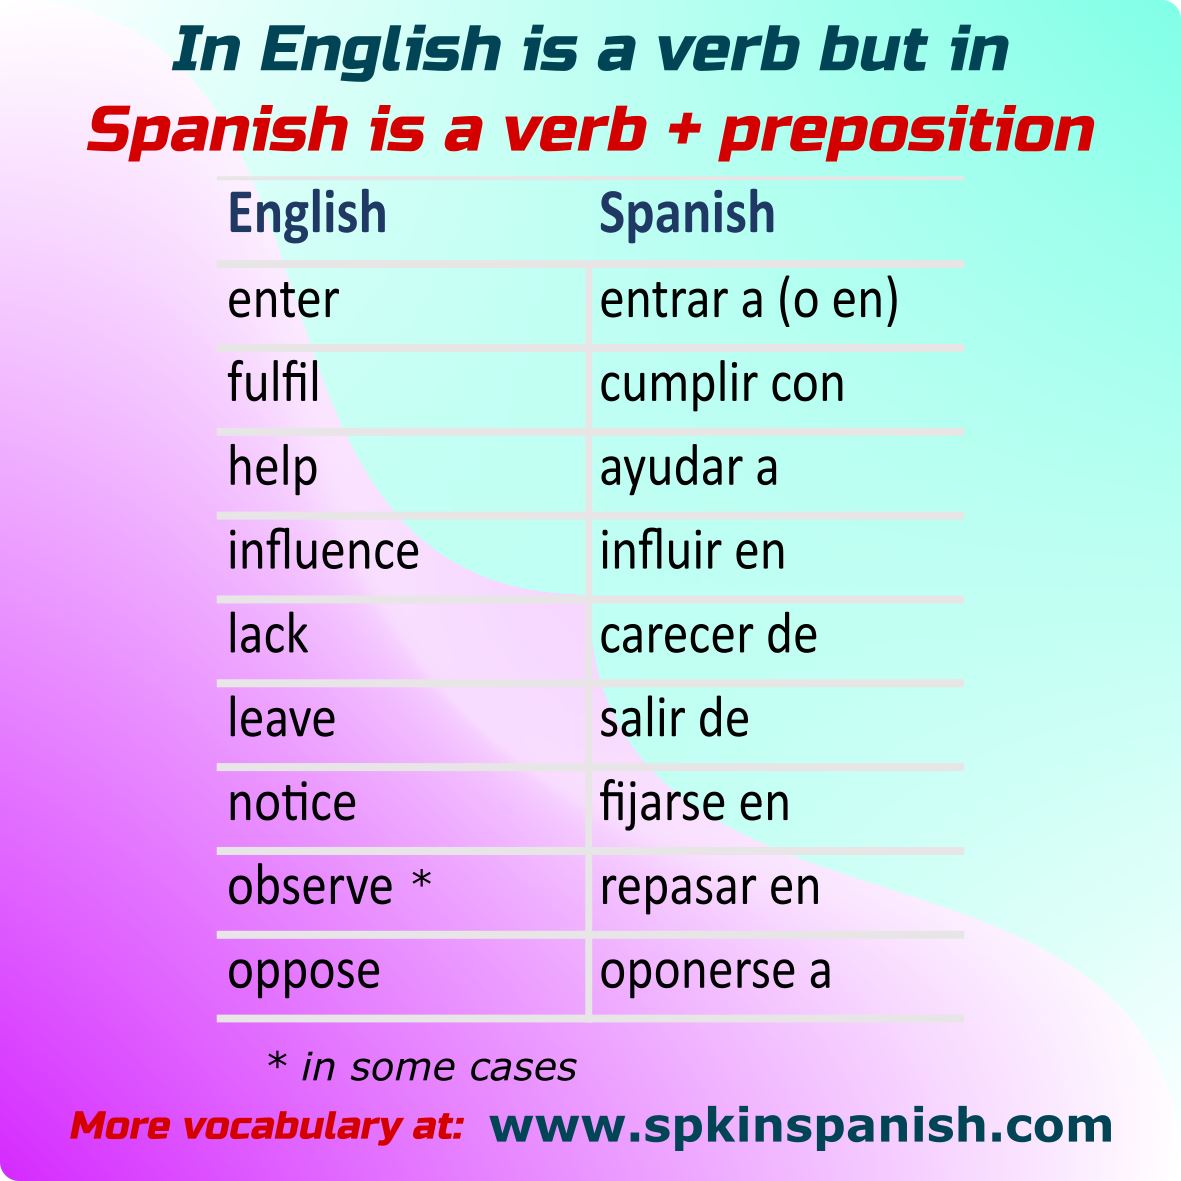 In English is a verb but in
Spanish is a verb + preposition
English Spanish
enter entrar a (o en)
fulfil cumplir con
help ayudar a
influence influir en
lack carecer de
leave salir de
notice fijarse en
observe * repasar en
oppose oponerse a
* in some cases
More vocabulary at: www.spkinspanish.com